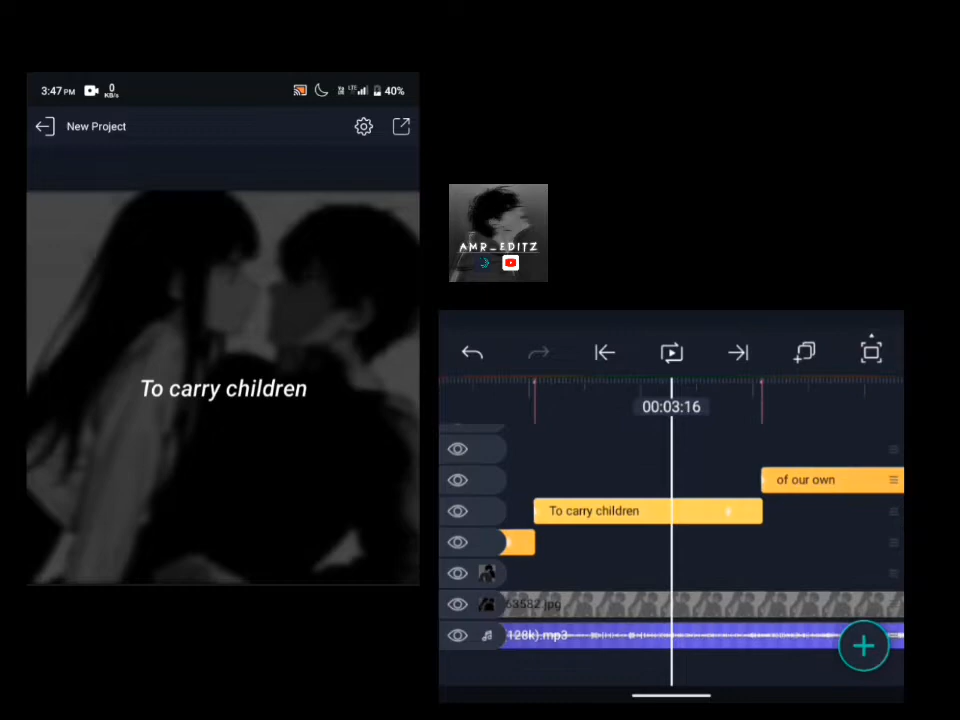 3:47 PM 0 KB/s LTE 40%
New Project
To carry children
AMR_EDITZ
00:03:16
of our own
To carry children
63582.jpg
(128k).mp3